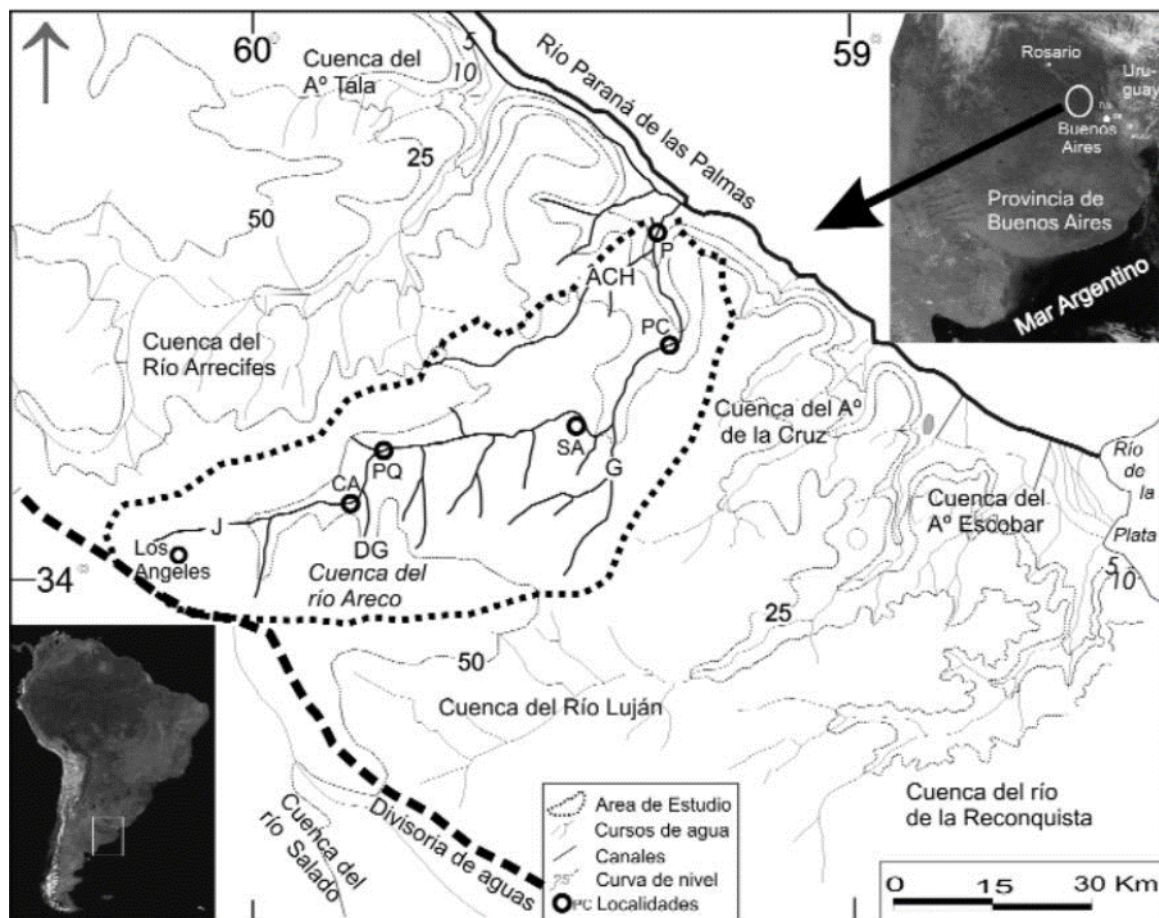 60°
59°
5
10
Cuenca del
Aº Tala
Río Paraná de las Palmas
Rosario
Uru-
guay
Buenos
Aires
Provincia de
Buenos Aires
Mar Argentino
25
50
P
ACH
PC
Cuenca del
Río Arrecifes
Cuenca del Aº
de la Cruz
SA
PQ
G
CA
J
DG
Los
Angeles
Cuenca del
río Areco
34°
Cuenca del
Aº Escobar
Río
de
la
Plata
5
10
25
50
Cuenca del Río Luján
Cuenca del río
de la Reconquista
Cuenca del
río Salado
Divisoria de aguas
Area de Estudio
Cursos de agua
Canales
75 Curva de nivel
PC Localidades
0 15 30 Km